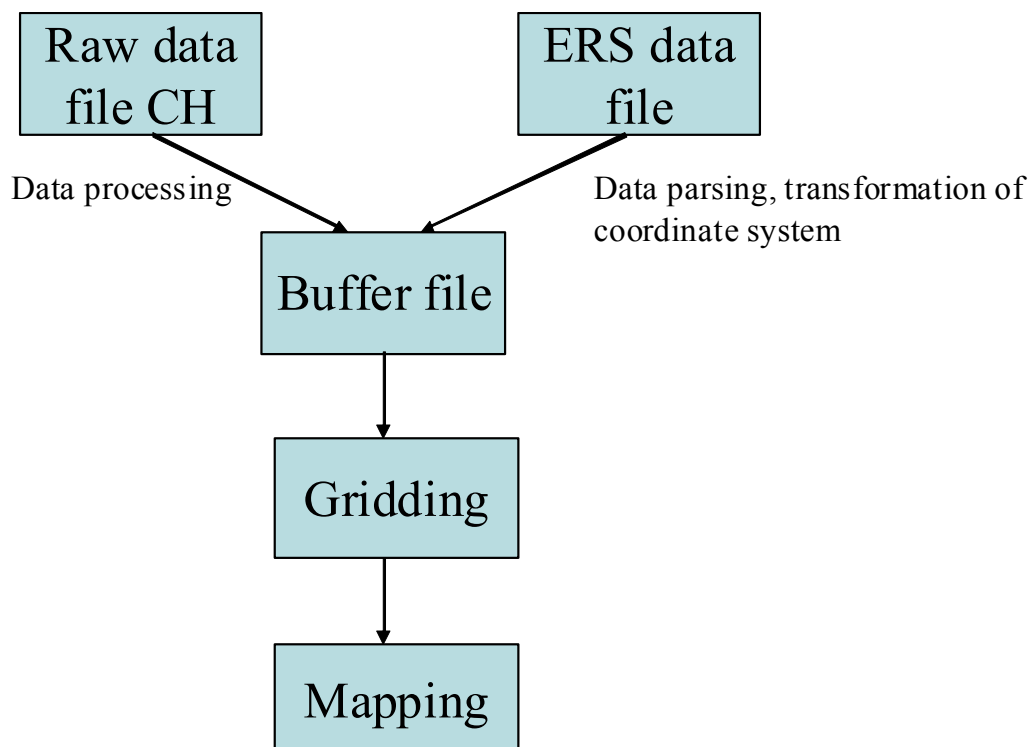 Raw data
file CH
ERS data
file
Data processing
Data parsing, transformation of
coordinate system
Buffer file
Gridding
Mapping